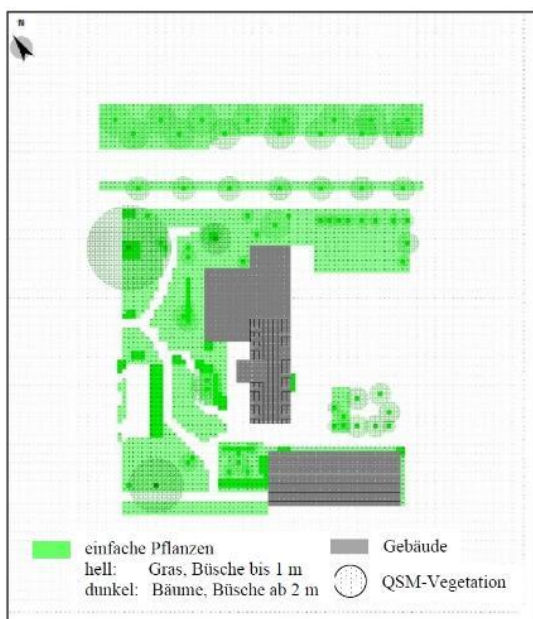 N
einfache Pflanzen
hell: Gras, Büsche bis 1 m
dunkel: Bäume, Büsche ab 2 m
Gebäude
QSM-Vegetation